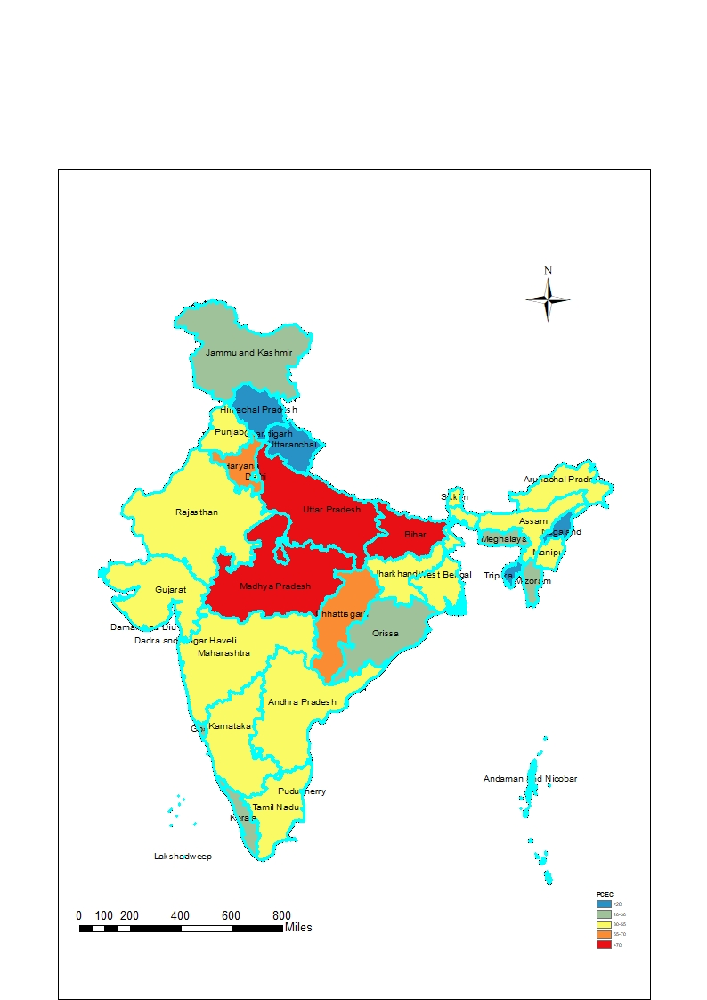 N
Jammu and Kashmir
Himachal Pradesh
Punjab
Uttaranchal
Haryana
Delhi
Arunachal Pradesh
Sikkim
Uttar Pradesh
Rajasthan
Assam
Nagaland
Bihar
Meghalaya
Manipur
Jharkhand West Bengal
Tripura
Mizoram
Madhya Pradesh
Gujarat
Chhattisgarh
Daman and Diu
Orissa
Dadra and Nagar Haveli
Maharashtra
Andhra Pradesh
Goa
Karnataka
Andaman and Nicobar
Puducherry
Tamil Nadu
Kerala
Lakshadweep
PCEC
<20
20-30
30-55
55-70
>70
0 100 200 400 600 800
Miles